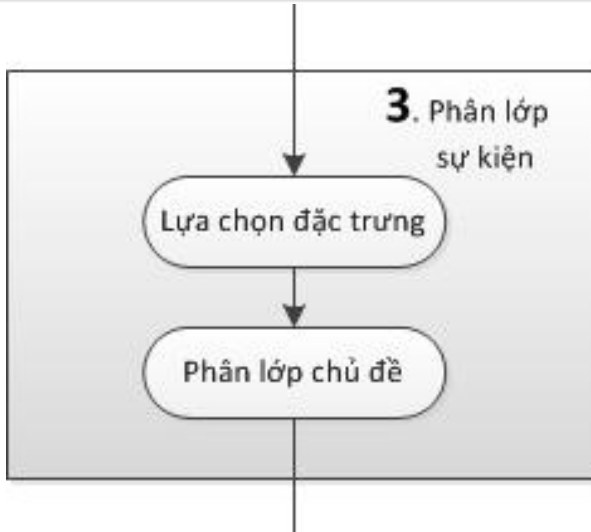 3. Phân lớp
sự kiện
Lựa chọn đặc trưng
Phân lớp chủ đề